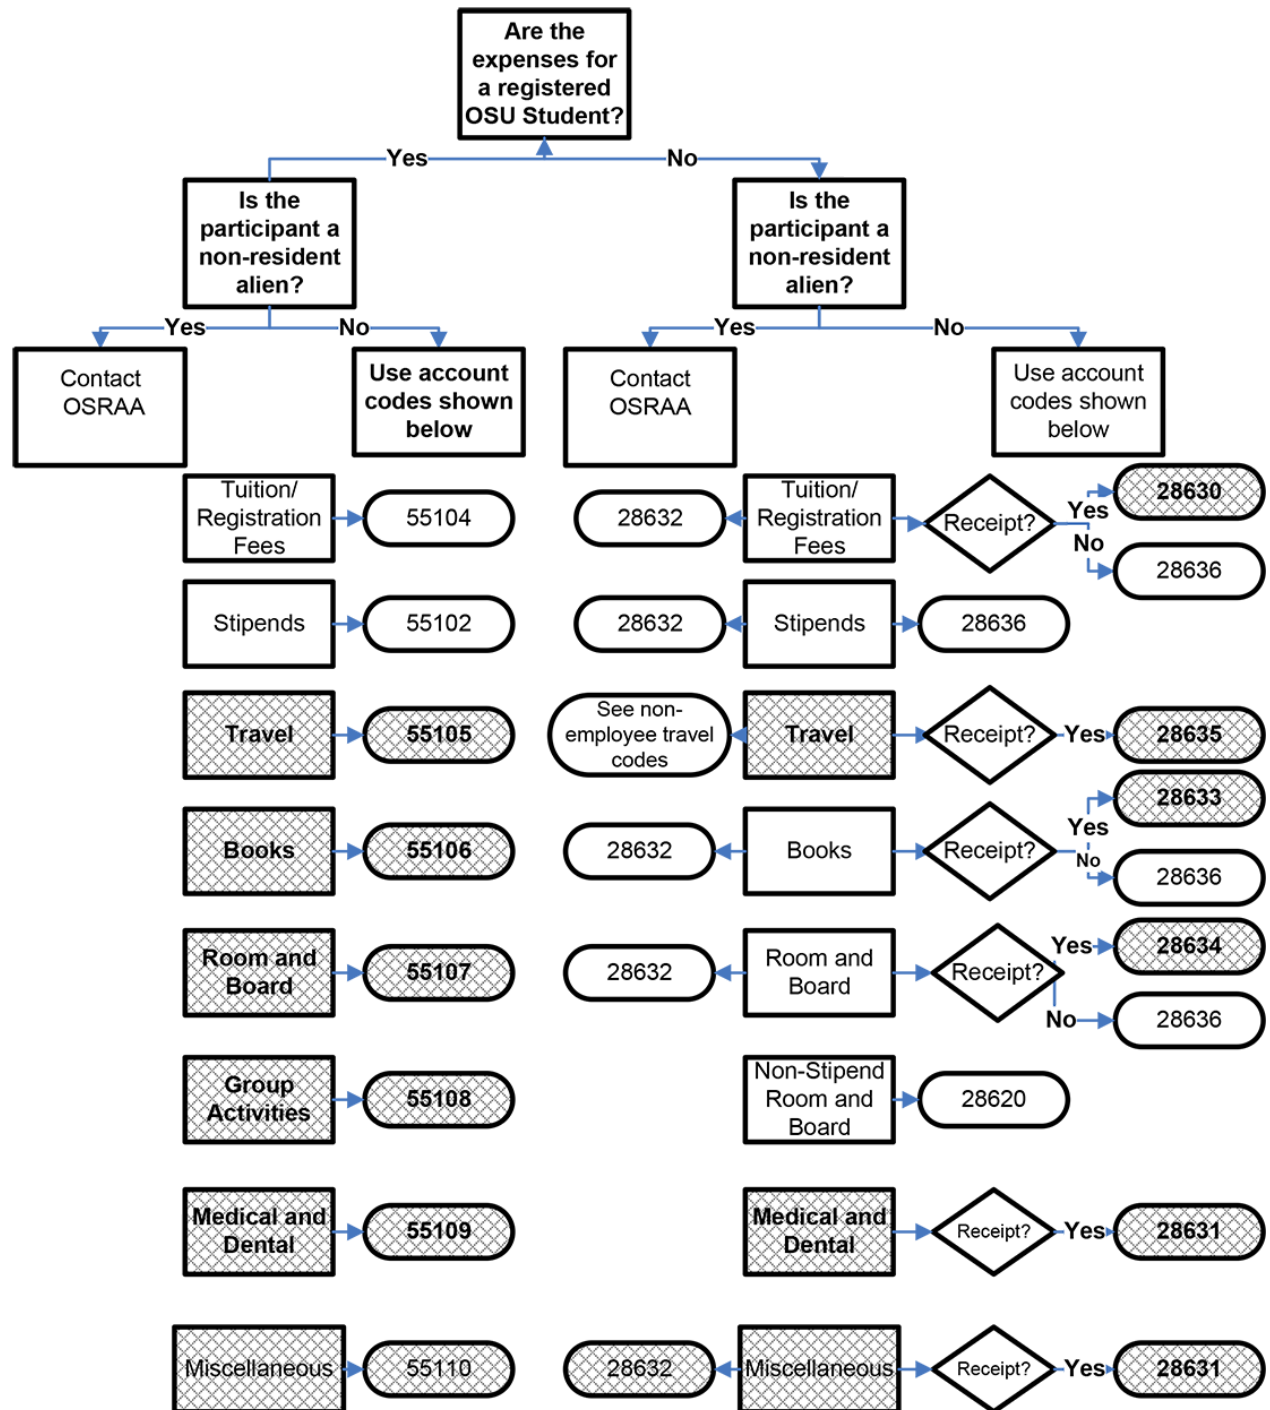 Are the
expenses for
a registered
OSU Student?
Yes
No
Is the
participant a
non-resident
alien?
Is the
participant a
non-resident
alien?
Yes
No
Yes
No
Contact
OSRAA
Use account
codes shown
below
Contact
OSRAA
Use account
codes shown
below
Tuition/
Registration
Fees
55104
28632
Tuition/
Registration
Fees
Receipt?
Yes
28630
No
28636
Stipends
55102
28632
Stipends
28636
Travel
55105
See non-
employee travel
codes
Travel
Receipt?
Yes
28635
Books
55106
28632
Books
Receipt?
Yes
28633
No
28636
Room and
Board
55107
28632
Room and
Board
Receipt?
Yes
28634
No
28636
Group
Activities
55108
Non-Stipend
Room and
Board
28620
Medical and
Dental
55109
Medical and
Dental
Receipt?
Yes
28631
Miscellaneous
55110
28632
Miscellaneous
Receipt?
Yes
28631